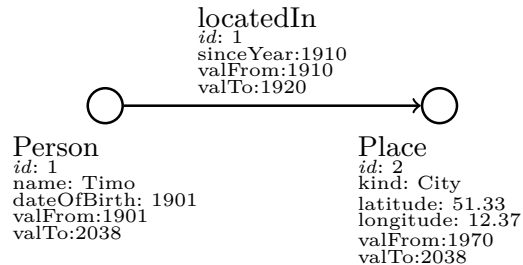 locatedIn
id: 1
sinceYear:1910
valFrom:1910
valTo:1920
Person
id: 1
name: Timo
dateOfBirth: 1901
valFrom:1901
valTo:2038
Place
id: 2
kind: City
latitude: 51.33
longitude: 12.37
valFrom:1970
valTo:2038